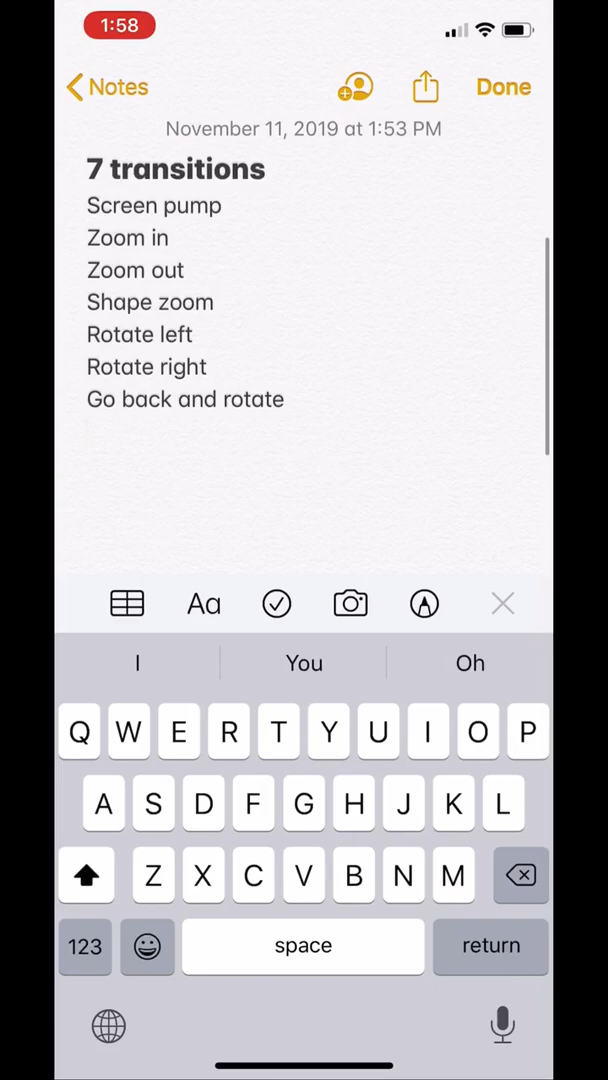 1:58
Notes
Done
November 11, 2019 at 1:53 PM
7 transitions
Screen pump
Zoom in
Zoom out
Shape zoom
Rotate left
Rotate right
Go back and rotate
Aa
I You Oh
Q W E R T Y U I O P
A S D F G H J K L
Z X C V B N M
123 space return